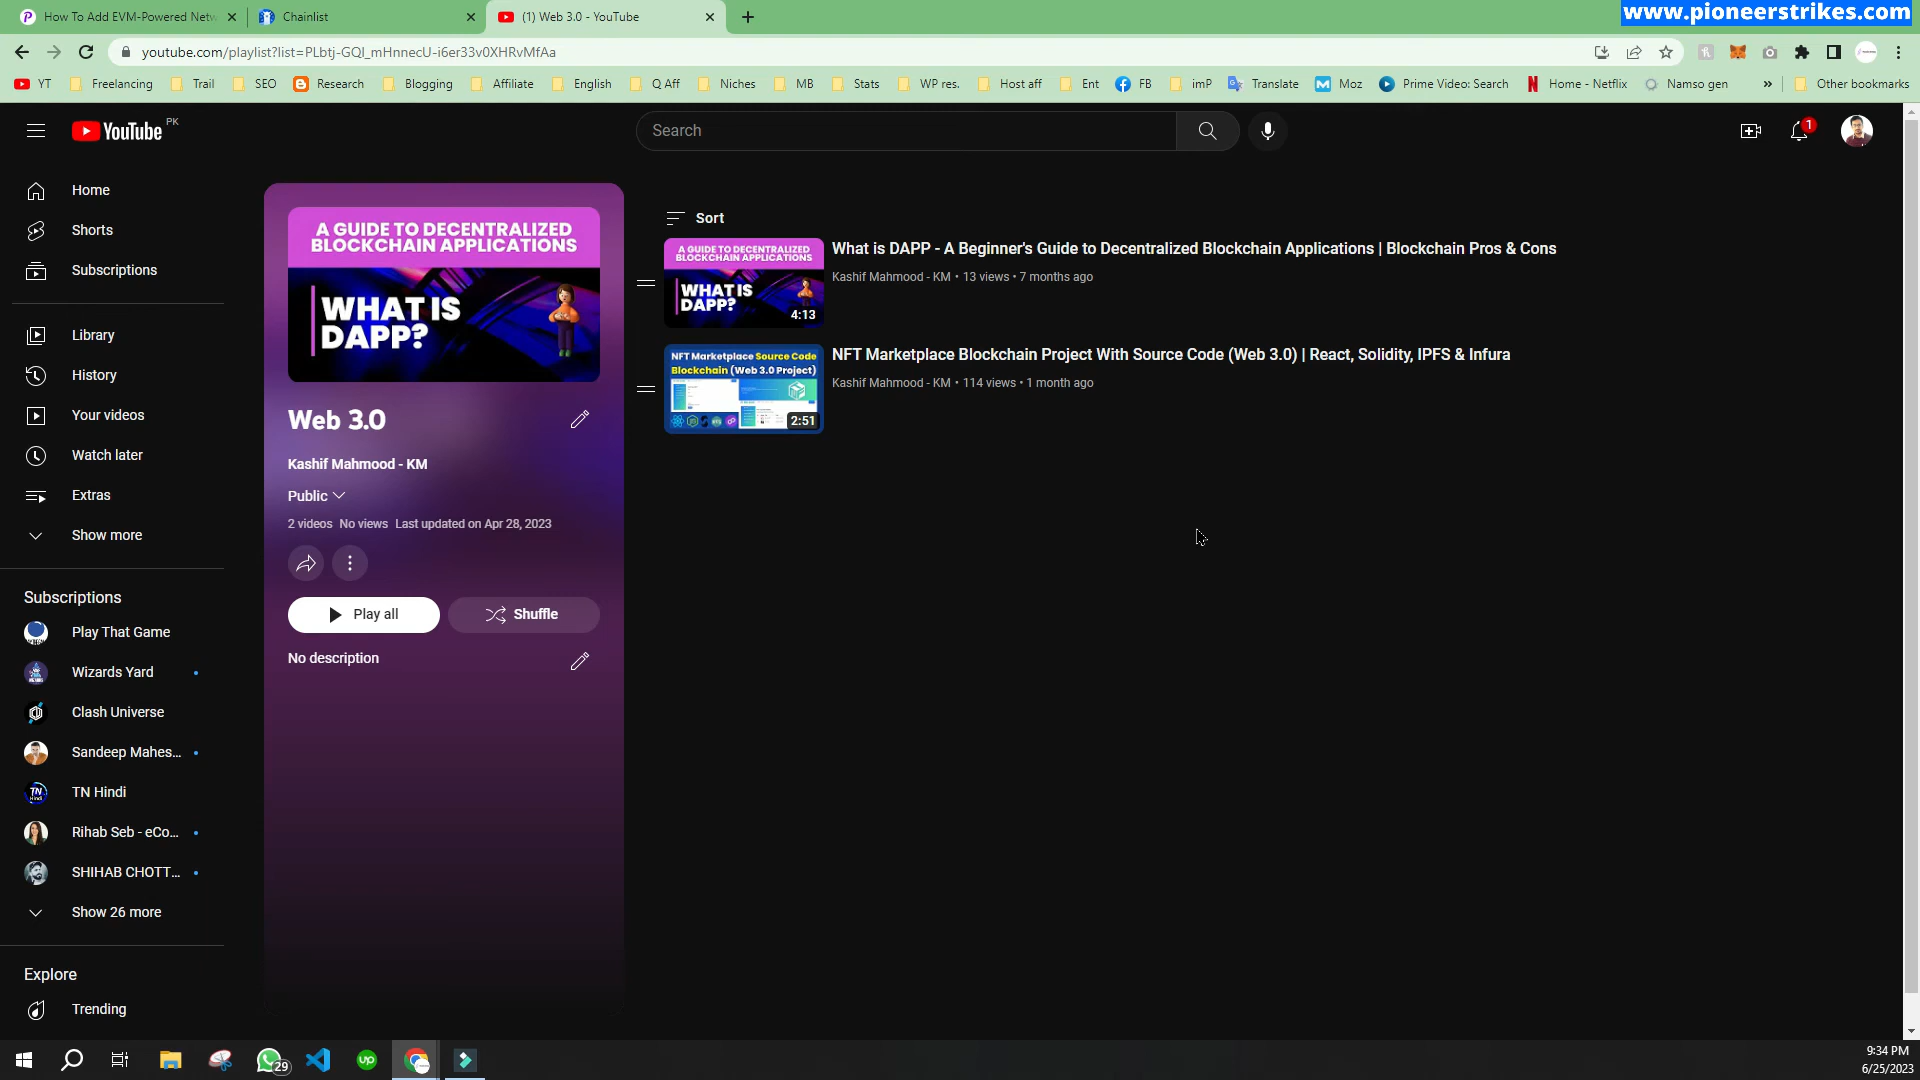 How To Add EVM-Powered Netw
Chainlist
(1) Web 3.0 - YouTube
www.pioneerstrikes.com
youtube.com/playlist?list=PLbtj-GQl_mHnnecU-i6er33v0XHRvMfAa
YT
Freelancing
Trail
SEO
Research
Blogging
Affiliate
English
Q Aff
Niches
MB
Stats
WP res.
Host aff
Ent
FB
imP
Translate
Moz
Prime Video: Search
Home - Netflix
Namso gen
»
Other bookmarks
YouTube PK
Search
1
Home
Shorts
Subscriptions
Library
History
Your videos
Watch later
Extras
Show more
Subscriptions
Play That Game
Wizards Yard
Clash Universe
Sandeep Mahes...
TN Hindi
Rihab Seb - eCo...
SHIHAB CHOTT...
Show 26 more
Explore
Trending
A GUIDE TO DECENTRALIZED
BLOCKCHAIN APPLICATIONS
WHAT IS
DAPP?
Web 3.0
Kashif Mahmood - KM
Public
2 videos No views Last updated on Apr 28, 2023
Play all
Shuffle
No description
Sort
A GUIDE TO DECENTRALIZED
BLOCKCHAIN APPLICATIONS
WHAT IS
DAPP?
4:13
What is DAPP - A Beginner's Guide to Decentralized Blockchain Applications | Blockchain Pros & Cons
Kashif Mahmood - KM • 13 views • 7 months ago
NFT Marketplace Source Code
Blockchain (Web 3.0 Project)
2:51
NFT Marketplace Blockchain Project With Source Code (Web 3.0) | React, Solidity, IPFS & Infura
Kashif Mahmood - KM • 114 views • 1 month ago
29
up
9:34 PM
6/25/2023